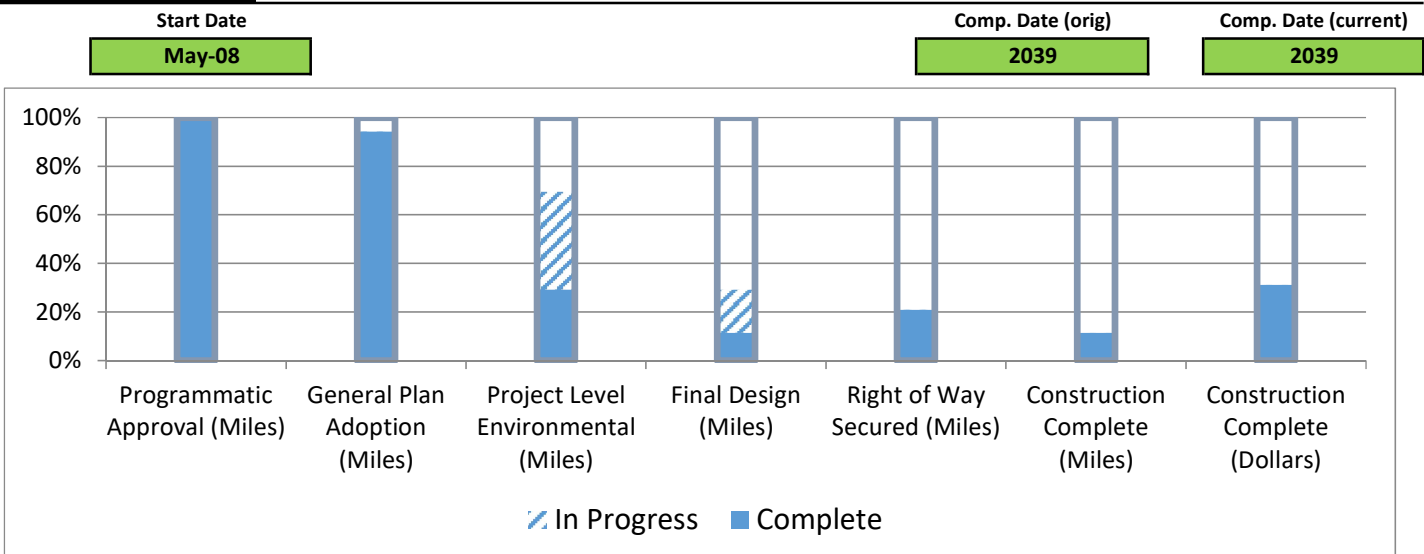 Start Date
Comp. Date (orig)
Comp. Date (current)
May-08
2039
2039
100%
80%
60%
40%
20%
0%
Programmatic
Approval (Miles)
General Plan
Adoption
(Miles)
Project Level
Environmental
(Miles)
Final Design
(Miles)
Right of Way
Secured (Miles)
Construction
Complete
(Miles)
Construction
Complete
(Dollars)
In Progress
Complete